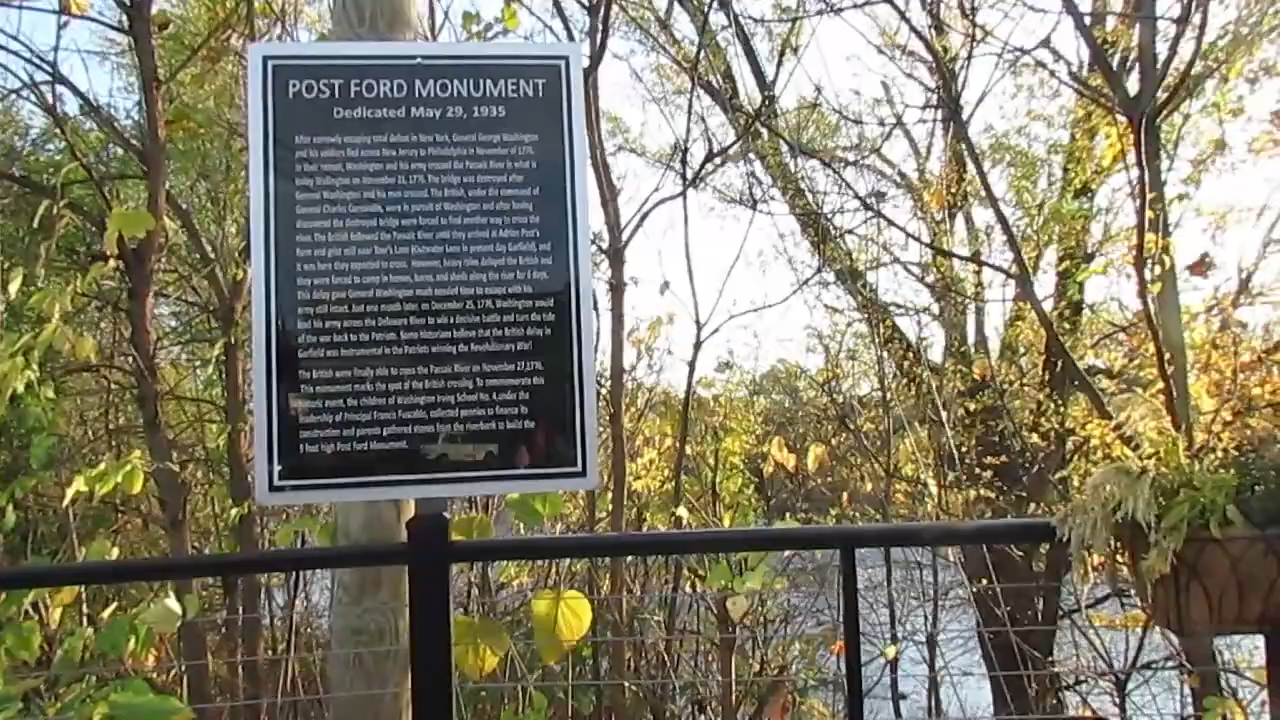 POST FORD MONUMENT
Dedicated May 29, 1935
After narrowly escaping total defeat in New York, General George Washington
and his soldiers fled across New Jersey to Philadelphia in November of 1776.
In their retreat, Washington and his army crossed the Passaic River in what is
today Wallington on November 21, 1776. The bridge was destroyed after
General Washington and his men crossed. The British, under the command of
General Charles Cornwallis, were in pursuit of Washington and after having
discovered the destroyed bridge were forced to find another way to cross the
river. The British followed the Passaic River until they arrived at Adrian Post's
farm and grist mill near Row's Lane (Outwater Lane in present day Garfield), and
it was here they expected to cross. However, heavy rains delayed the British and
they were forced to camp in homes, barns, and sheds along the river for 6 days.
This delay gave General Washington much needed time to escape with his
army still intact. Just one month later, on December 25, 1776, Washington would
lead his army across the Delaware River to win a decisive battle and turn the tide
of the war back to the Patriots. Some historians believe that the British delay in
Garfield was instrumental in the Patriots winning the Revolutionary War!
The British were finally able to cross the Passaic River on November 27,1776.
This monument marks the spot of the British crossing. To commemorate this
historic event, the children of Washington Irving School No. 4,under the
leadership of Principal Francis Fuscaldo, collected pennies to finance its
construction and parents gathered stones from the riverbank to build the
9 foot high Post Ford Monument.